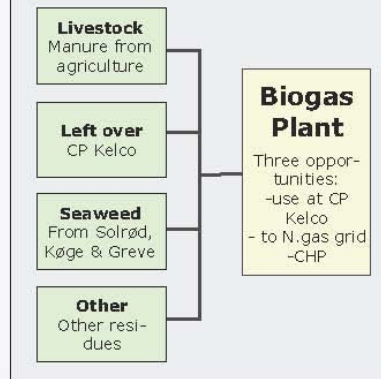 Livestock
Manure from
agriculture
Left over
CP Kelco
Seaweed
From Solrød,
Køge & Greve
Other
Other resi-
dues
Biogas
Plant
Three oppor-
tunities:
-use at CP
Kelco
- to N.gas grid
-CHP